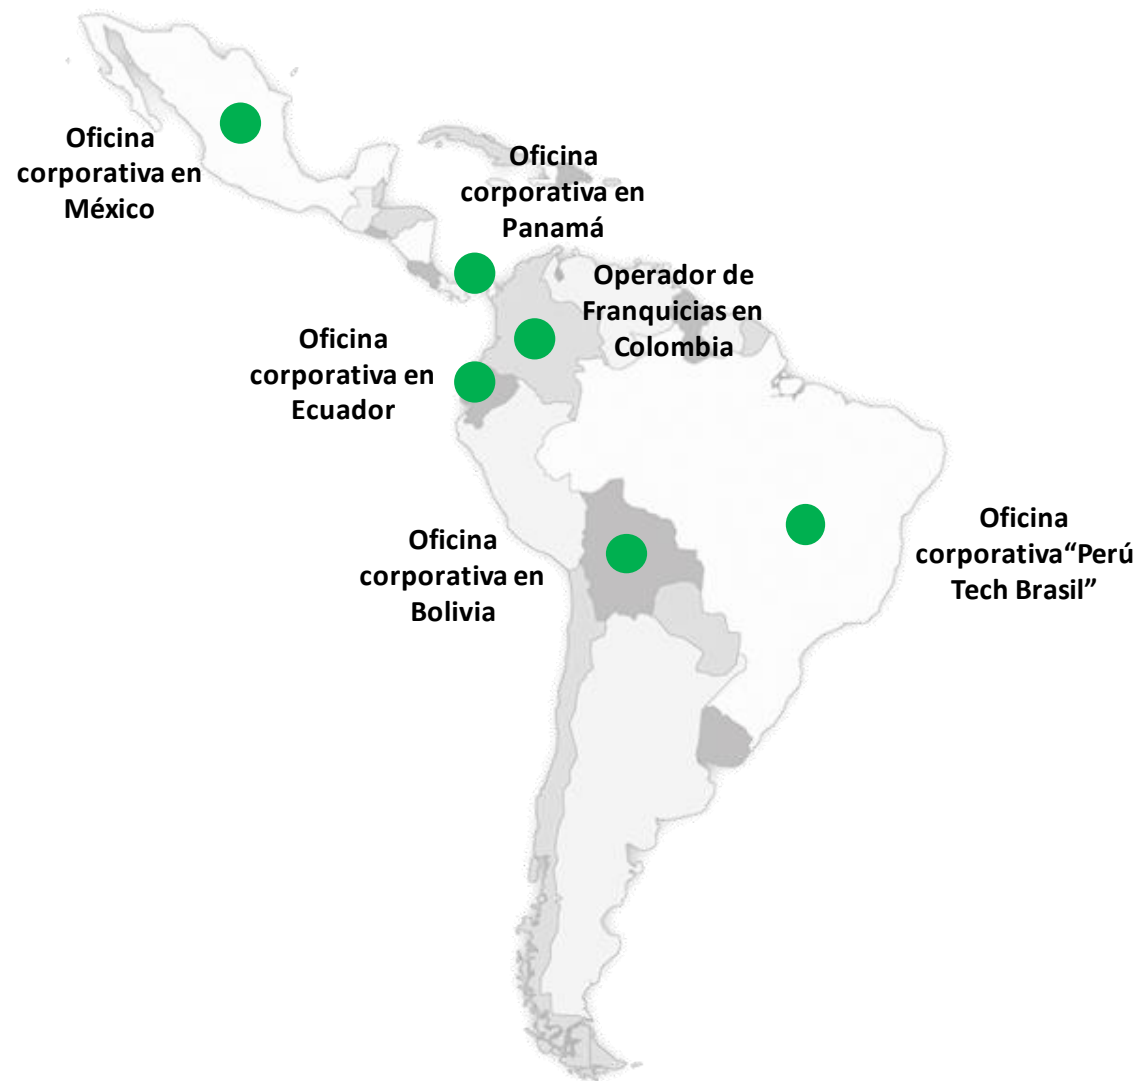 Oficina
corporativa en
México
Oficina
corporativa en
Panamá
Operador de
Franquicias en
Colombia
Oficina
corporativa en
Ecuador
Oficina
corporativa en
Bolivia
Oficina
corporativa“Perú
Tech Brasil”